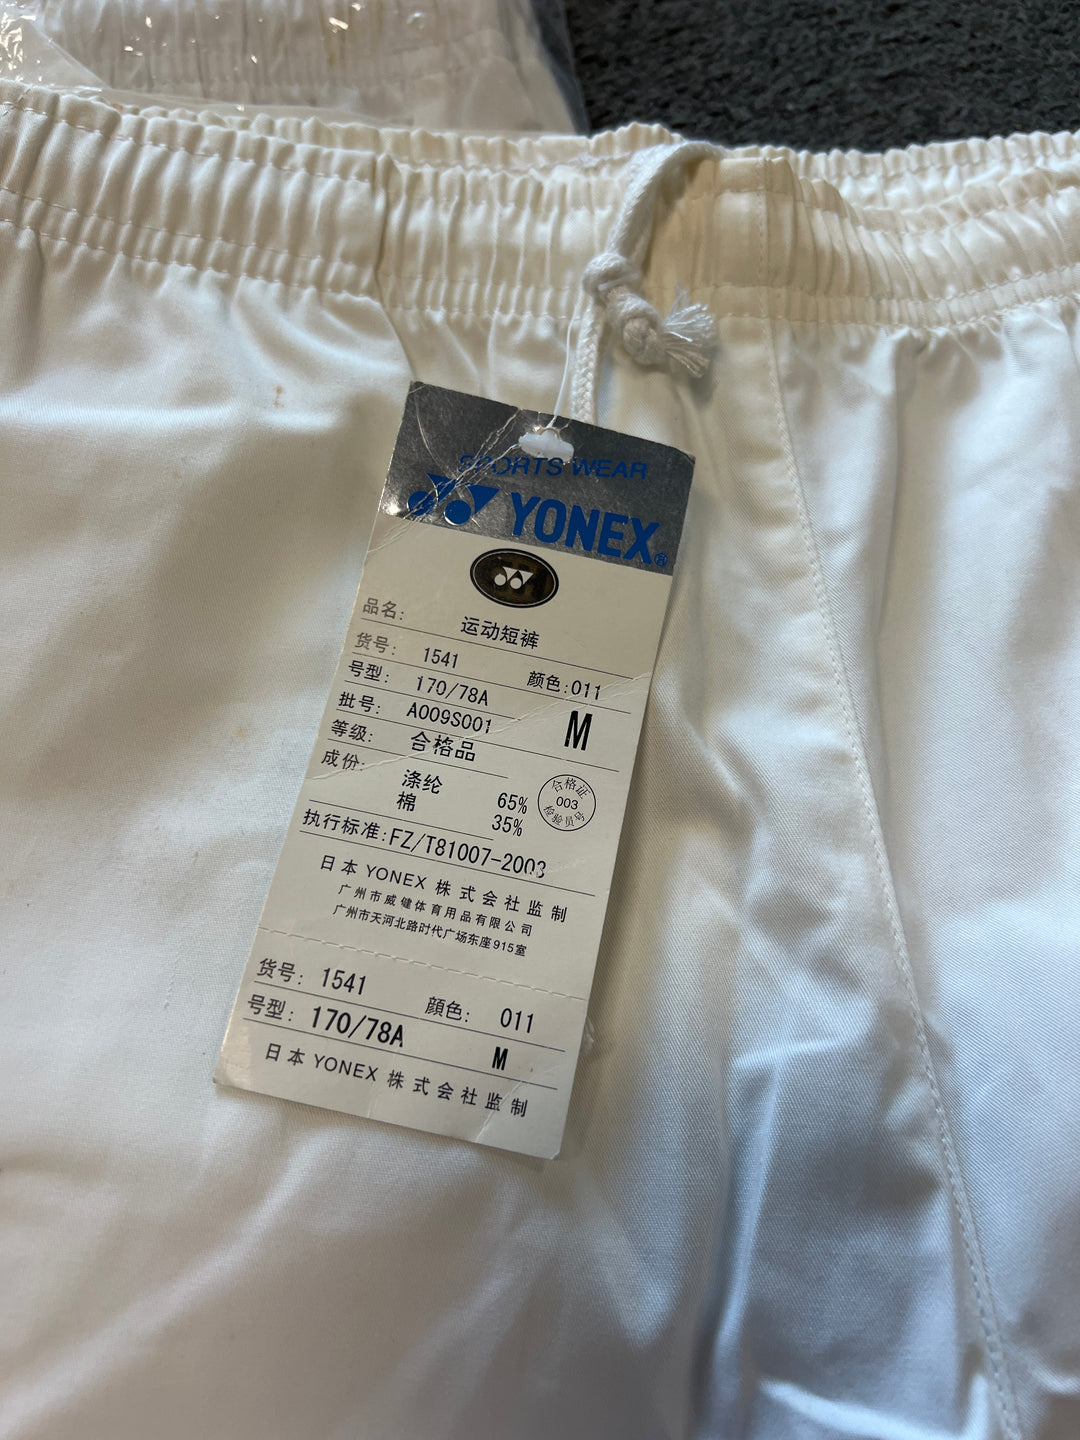 SPORTS WEAR
YONEX®
品名: 运动短裤
货号: 1541 颜色:011
号型: 170/78A M
批号: A009S001
等级: 合格品
成份: 涤纶 65%
棉 35%
合格证
003
检验员号
执行标准:FZ/T81007-2003
日本 YONEX 株式会社监制
广州市威健体育用品有限公司
广州市天河北路时代广场东座915室
货号: 1541 顔色: 011
号型: 170/78A M
日本 YONEX 株式会社监制